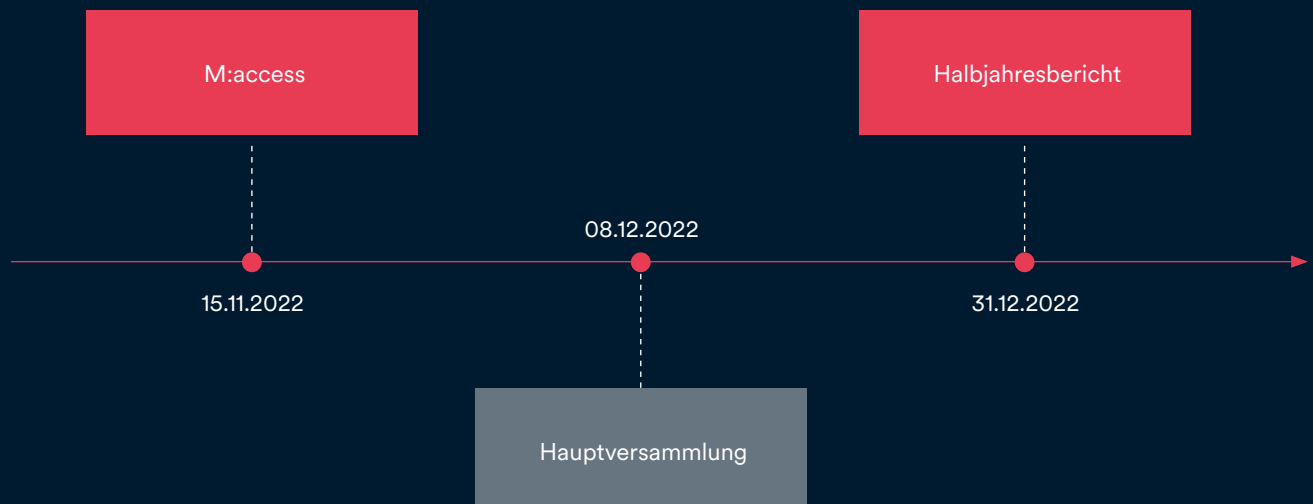 M:access
Halbjahresbericht
08.12.2022
15.11.2022
31.12.2022
Hauptversammlung